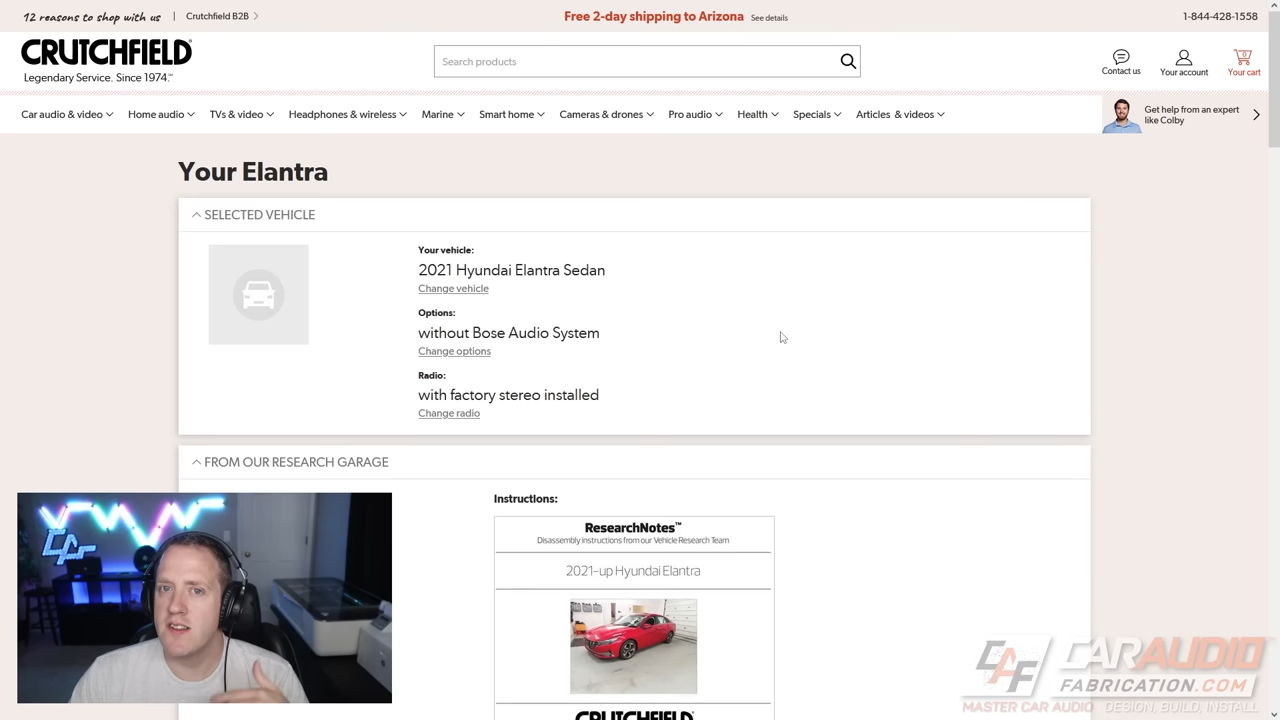 12 reasons to shop with us | Crutchfield B2B
Free 2-day shipping to Arizona See details
1-844-428-1558
CRUTCHFIELD
Legendary Service. Since 1974.℠
Search products
Contact us
Your account
0
Your cart
Car audio & video
Home audio
TVs & video
Headphones & wireless
Marine
Smart home
Cameras & drones
Pro audio
Health
Specials
Articles & videos
Get help from an expert
like Colby
Your Elantra
SELECTED VEHICLE
Your vehicle:
2021 Hyundai Elantra Sedan
Change vehicle
Options:
without Bose Audio System
Change options
Radio:
with factory stereo installed
Change radio
FROM OUR RESEARCH GARAGE
Instructions:
ResearchNotes™
Disassembly instructions from our Vehicle Research Team
2021-up Hyundai Elantra
CRUTCHFIELD
CAF
CAF
CARAUDIO
FABRICATION.COM
MASTER CAR AUDIO DESIGN, BUILD, INSTALL